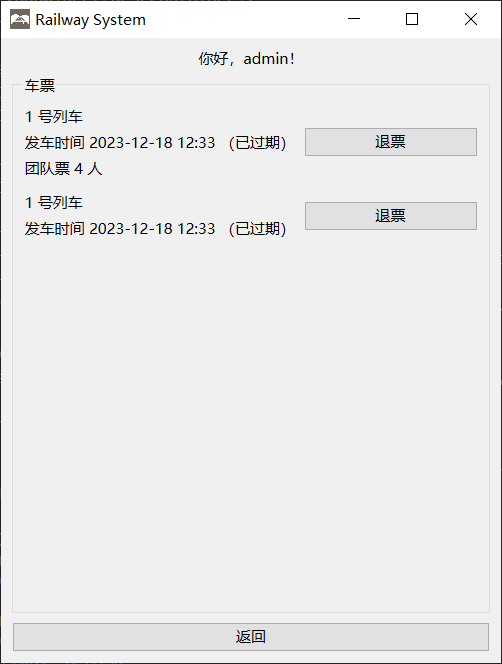 Railway System
你好，admin！
车票
1 号列车
发车时间 2023-12-18 12:33 （已过期）
团队票 4 人
退票
1 号列车
发车时间 2023-12-18 12:33 （已过期）
退票
返回